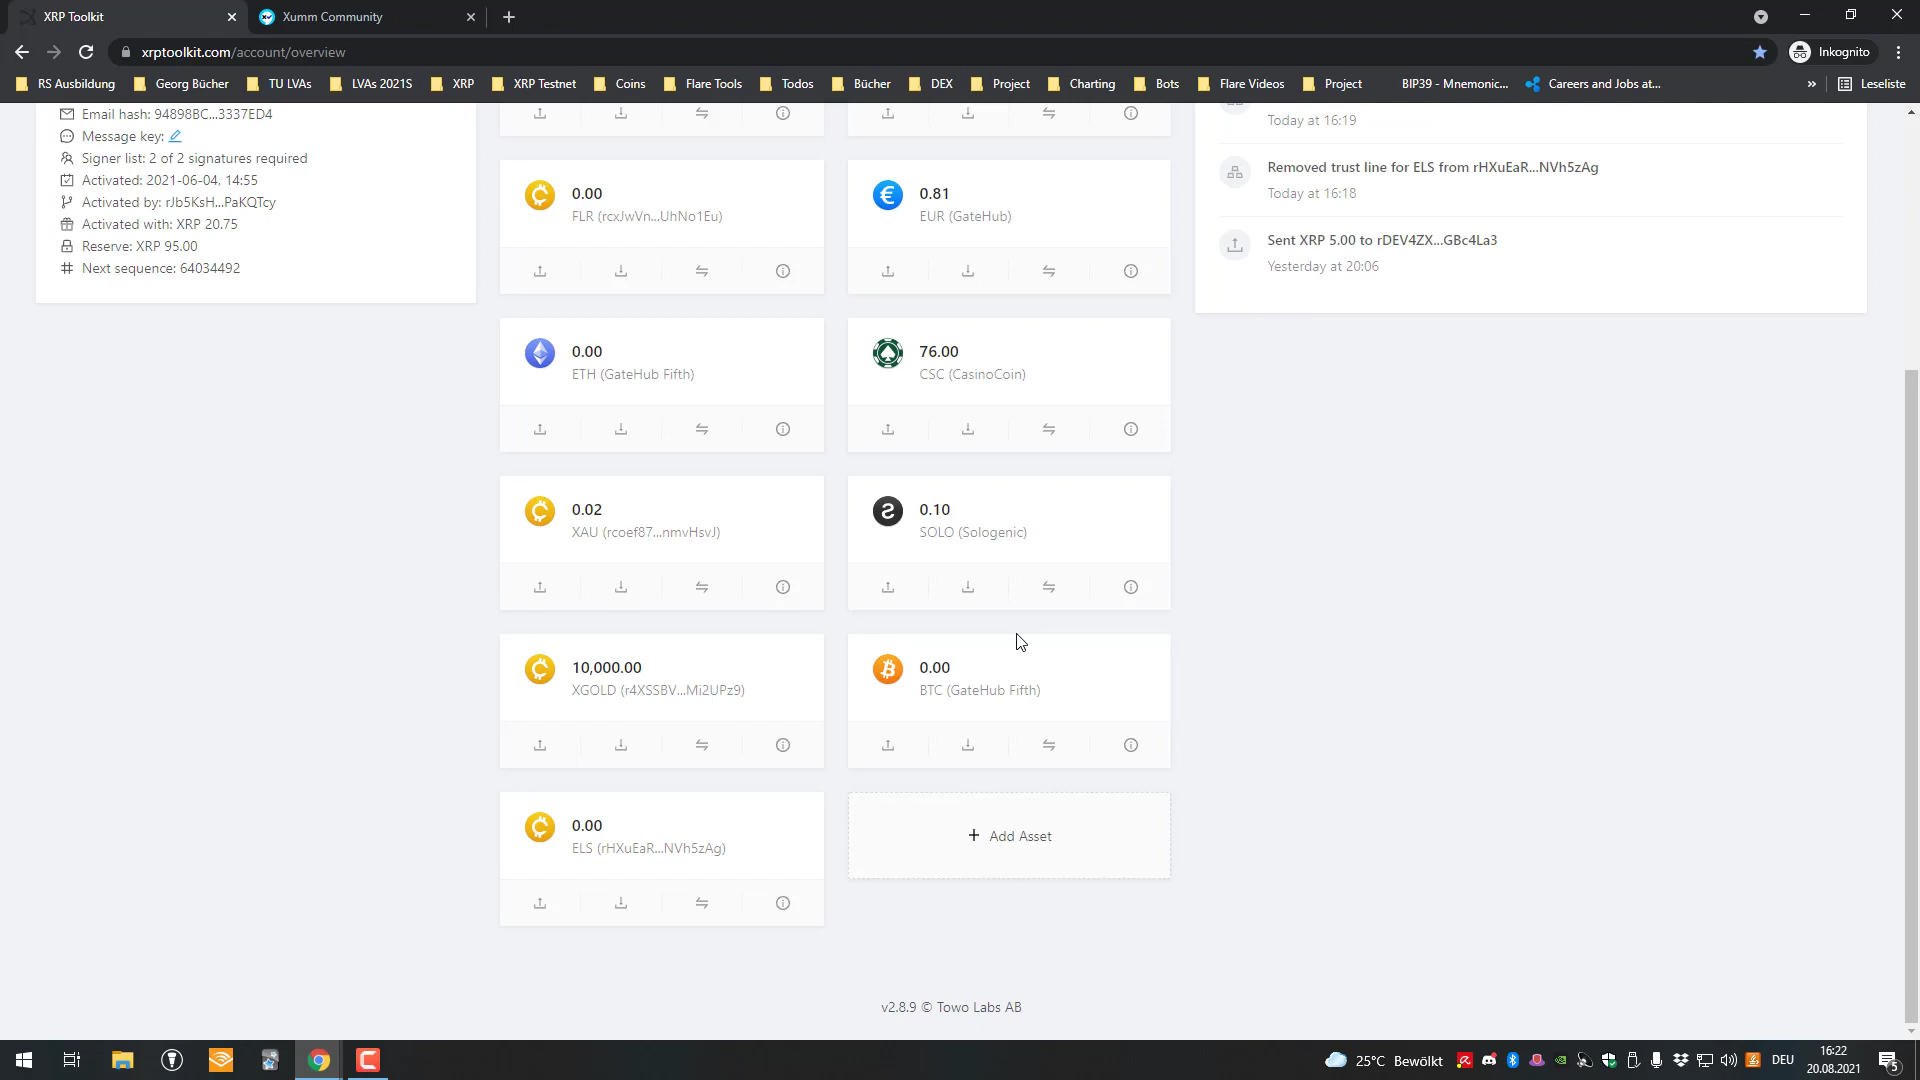 XRP Toolkit
Xumm Community
xrptoolkit.com/account/overview
Inkognito
RS Ausbildung
Georg Bücher
TU LVAs
LVAs 2021S
XRP
XRP Testnet
Coins
Flare Tools
Todos
Bücher
DEX
Project
Charting
Bots
Flare Videos
Project
BIP39 - Mnemonic...
Careers and Jobs at...
»
Leseliste
Email hash: 94898BC...3337ED4
Message key:
Signer list: 2 of 2 signatures required
Activated: 2021-06-04, 14:55
Activated by: rJb5KsH...PaKQTcy
Activated with: XRP 20.75
Reserve: XRP 95.00
Next sequence: 64034492
0.00
FLR (rcxJwVn...UhNo1Eu)
0.81
EUR (GateHub)
0.00
ETH (GateHub Fifth)
76.00
CSC (CasinoCoin)
0.02
XAU (rcoef87...nmvHsvJ)
0.10
SOLO (Sologenic)
10,000.00
XGOLD (r4XSSBV...Mi2UPz9)
0.00
BTC (GateHub Fifth)
0.00
ELS (rHXuEaR...NVh5zAg)
+ Add Asset
Today at 16:19
Removed trust line for ELS from rHXuEaR...NVh5zAg
Today at 16:18
Sent XRP 5.00 to rDEV4ZX...GBc4La3
Yesterday at 20:06
v2.8.9 © Towo Labs AB
25°C Bewölkt
DEU
16:22
20.08.2021
5